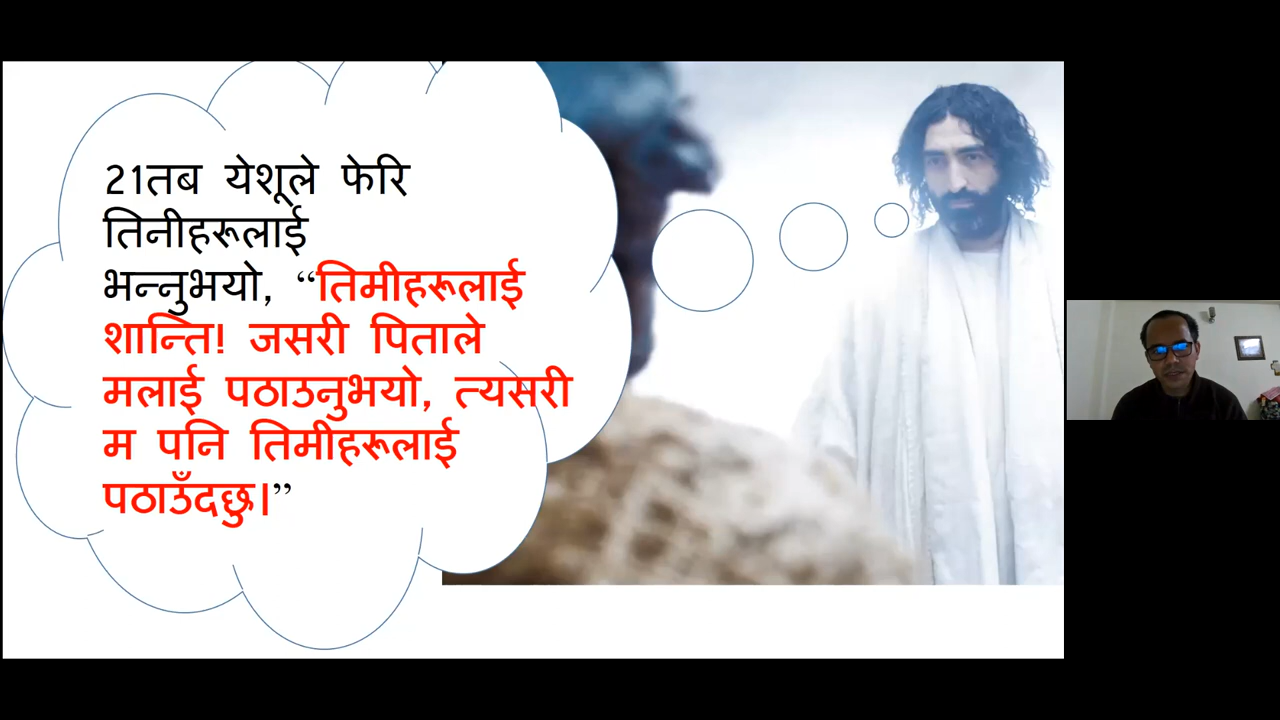 21तब येशूले फेरि
तिनीहरूलाई
भन्नुभयो, “तिमीहरूलाई
शान्ति! जसरी पिताले
मलाई पठाउनुभयो, त्यसरी
म पनि तिमीहरूलाई
पठाउँदछु।”